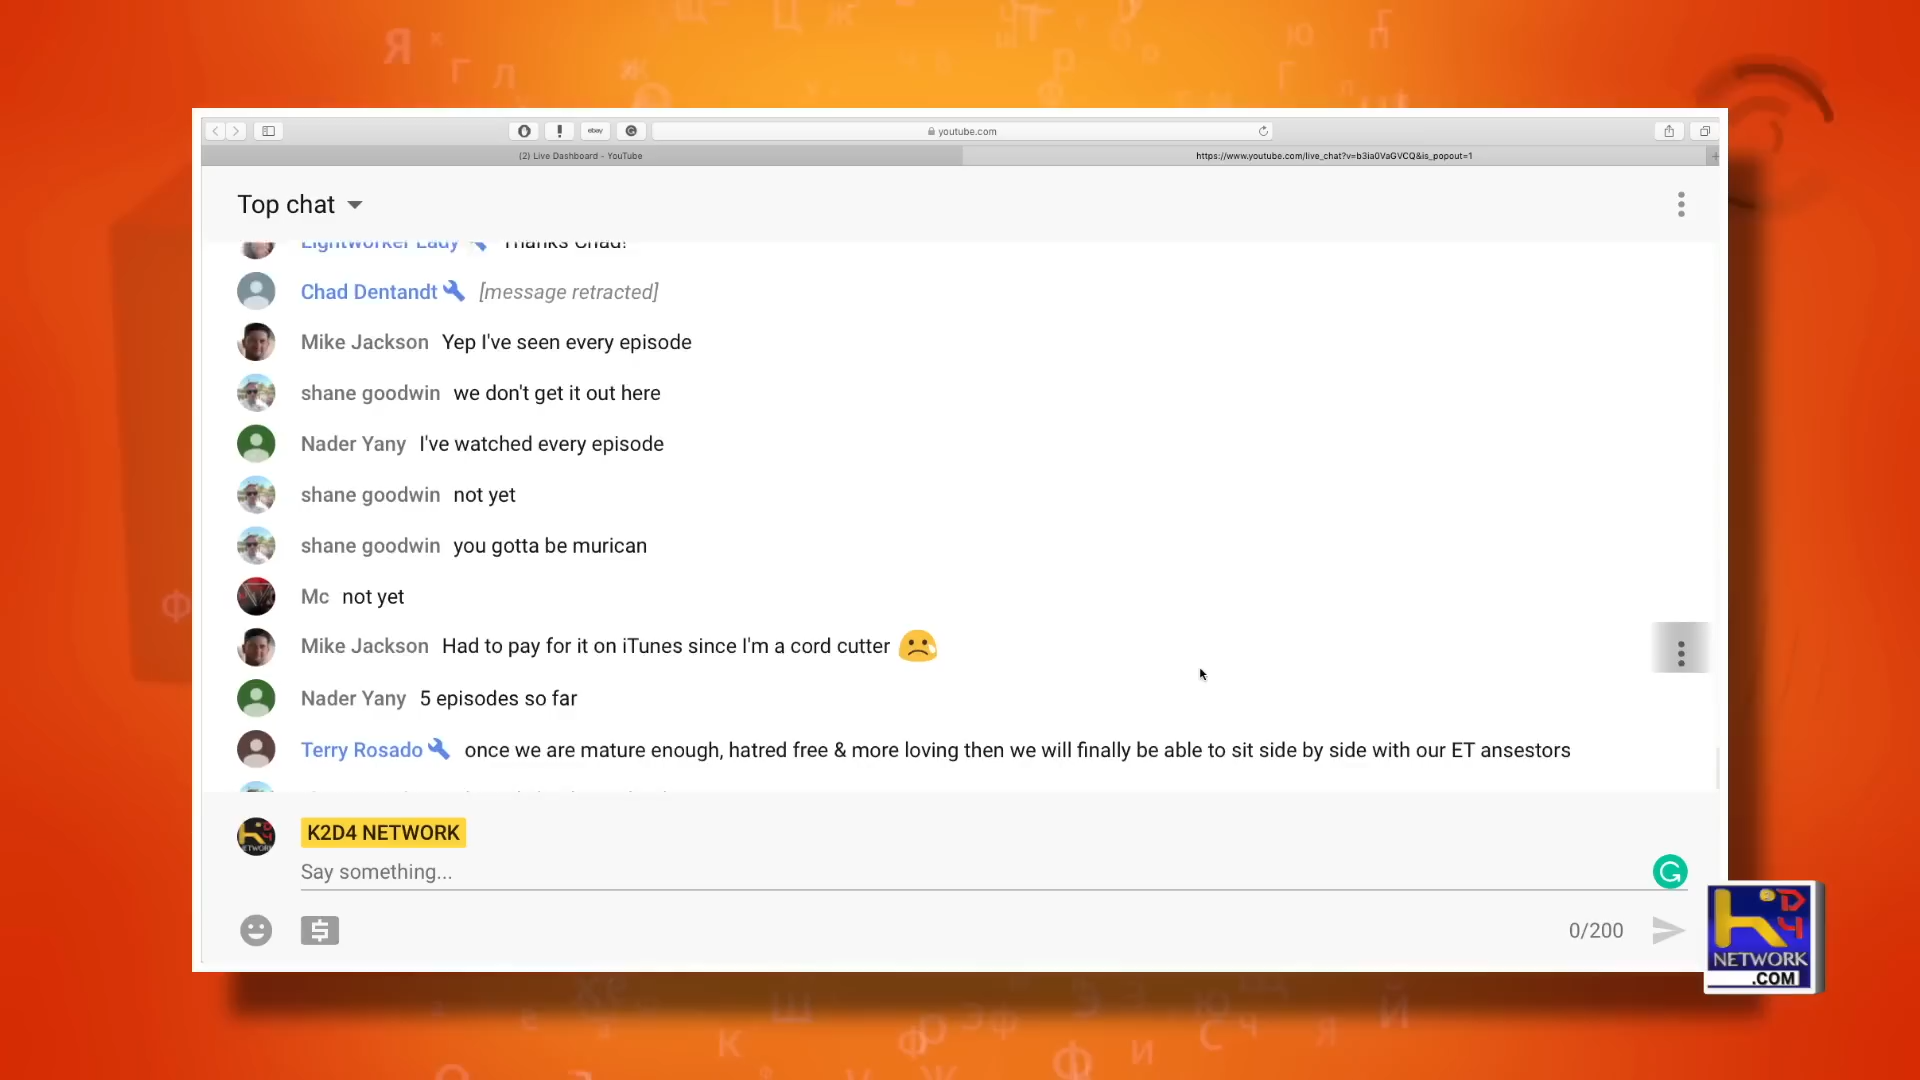 youtube.com
(2) Live Dashboard - YouTube
https://www.youtube.com/live_chat?v=b3ia0VaGVCQ&is_popout=1
Top chat
Lightworker Lady Thanks Chad!
Chad Dentandt [message retracted]
Mike Jackson Yep I've seen every episode
shane goodwin we don't get it out here
Nader Yany I've watched every episode
shane goodwin not yet
shane goodwin you gotta be murican
Mc not yet
Mike Jackson Had to pay for it on iTunes since I'm a cord cutter
Nader Yany 5 episodes so far
Terry Rosado once we are mature enough, hatred free & more loving then we will finally be able to sit side by side with our ET ansestors
K2D4 NETWORK
Say something...
0/200
K2D4
NETWORK
.COM